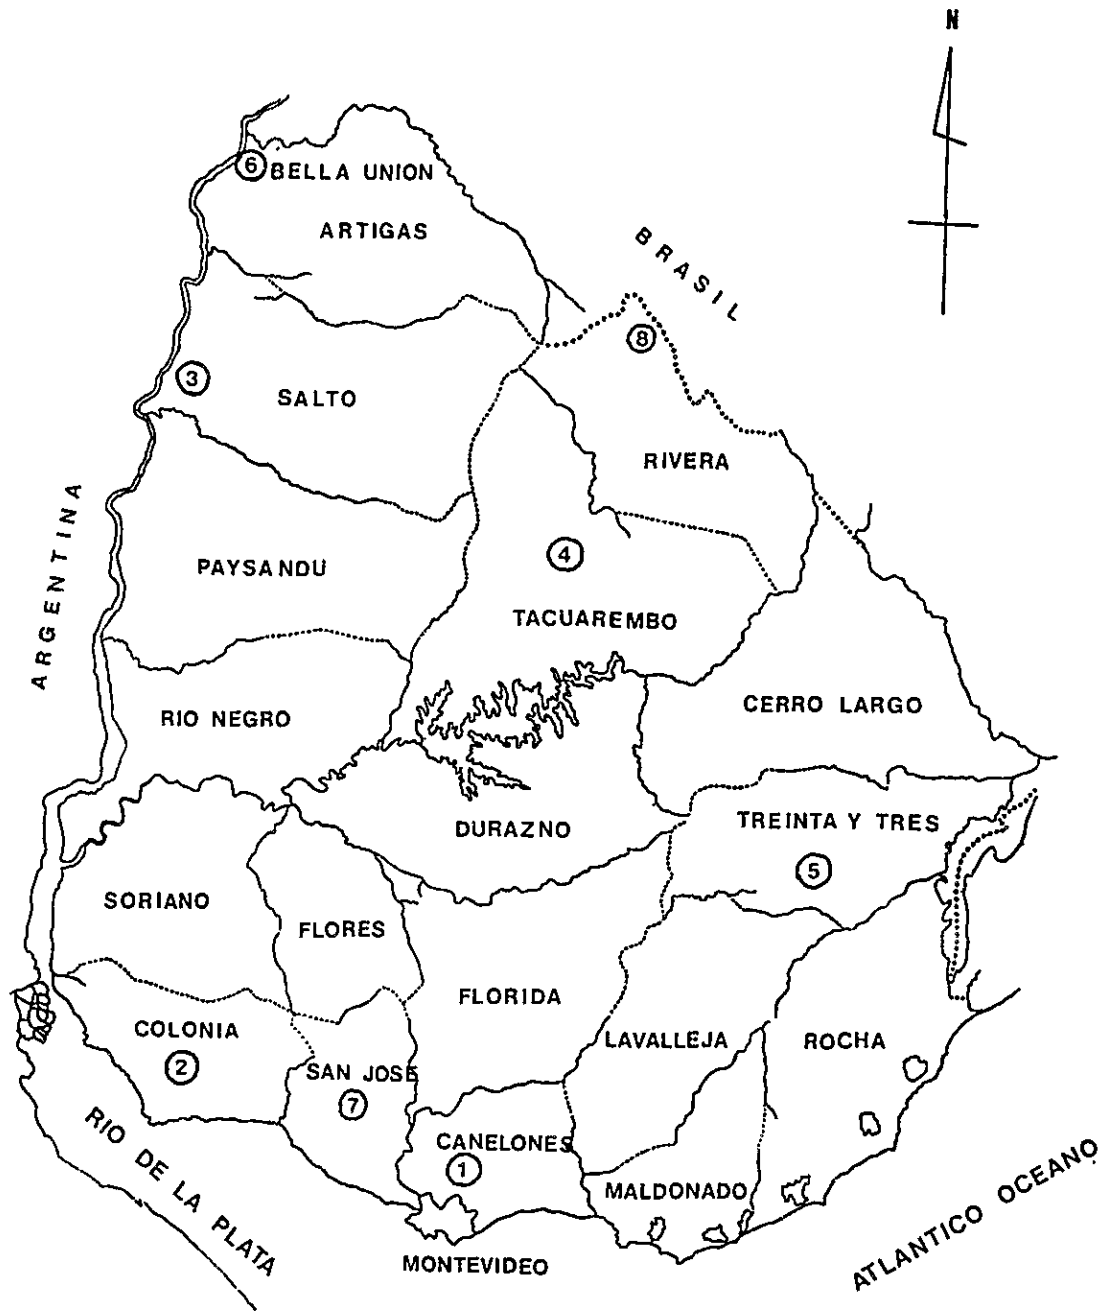 N
6 BELLA UNION
ARTIGAS
BRASIL
8
3
SALTO
RIVERA
ARGENTINA
4
PAYSANDU
TACUAREMBO
RIO NEGRO
CERRO LARGO
DURAZNO
TREINTA Y TRES
5
SORIANO
FLORES
FLORIDA
COLONIA
2
LAVALLEJA
ROCHA
SAN JOSE
7
CANELONES
1
RIO DE LA PLATA
MALDONADO
MONTEVIDEO
ATLANTICO OCEANO